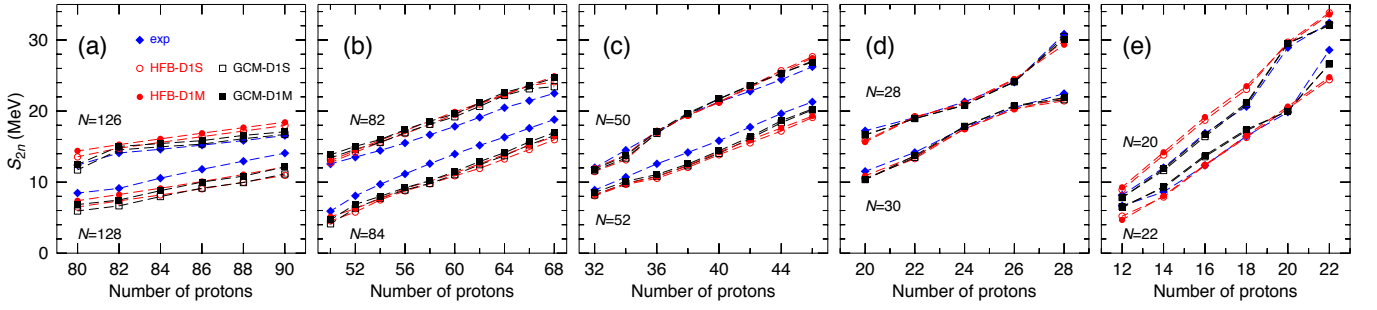 (a) (b) (c) (d) (e)
exp
HFB-D1S GCM-D1S
HFB-D1M GCM-D1M
S2n (MeV)
30
20
10
0
N=126
N=128
N=82
N=84
N=50
N=52
N=28
N=30
N=20
N=22
80 82 84 86 88 90
52 56 60 64 68
32 36 40 44
20 22 24 26 28
12 14 16 18 20 22
Number of protons Number of protons Number of protons Number of protons Number of protons